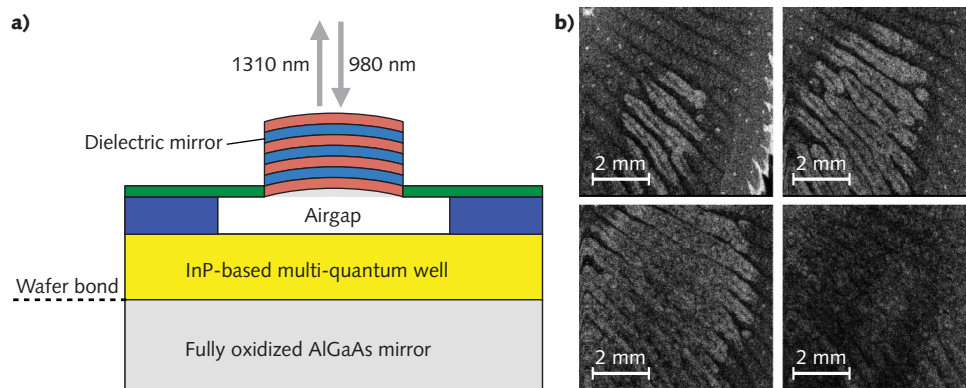 a)
1310 nm
980 nm
Dielectric mirror
Airgap
InP-based multi-quantum well
Wafer bond
Fully oxidized AlGaAs mirror
b)
2 mm
2 mm
2 mm
2 mm